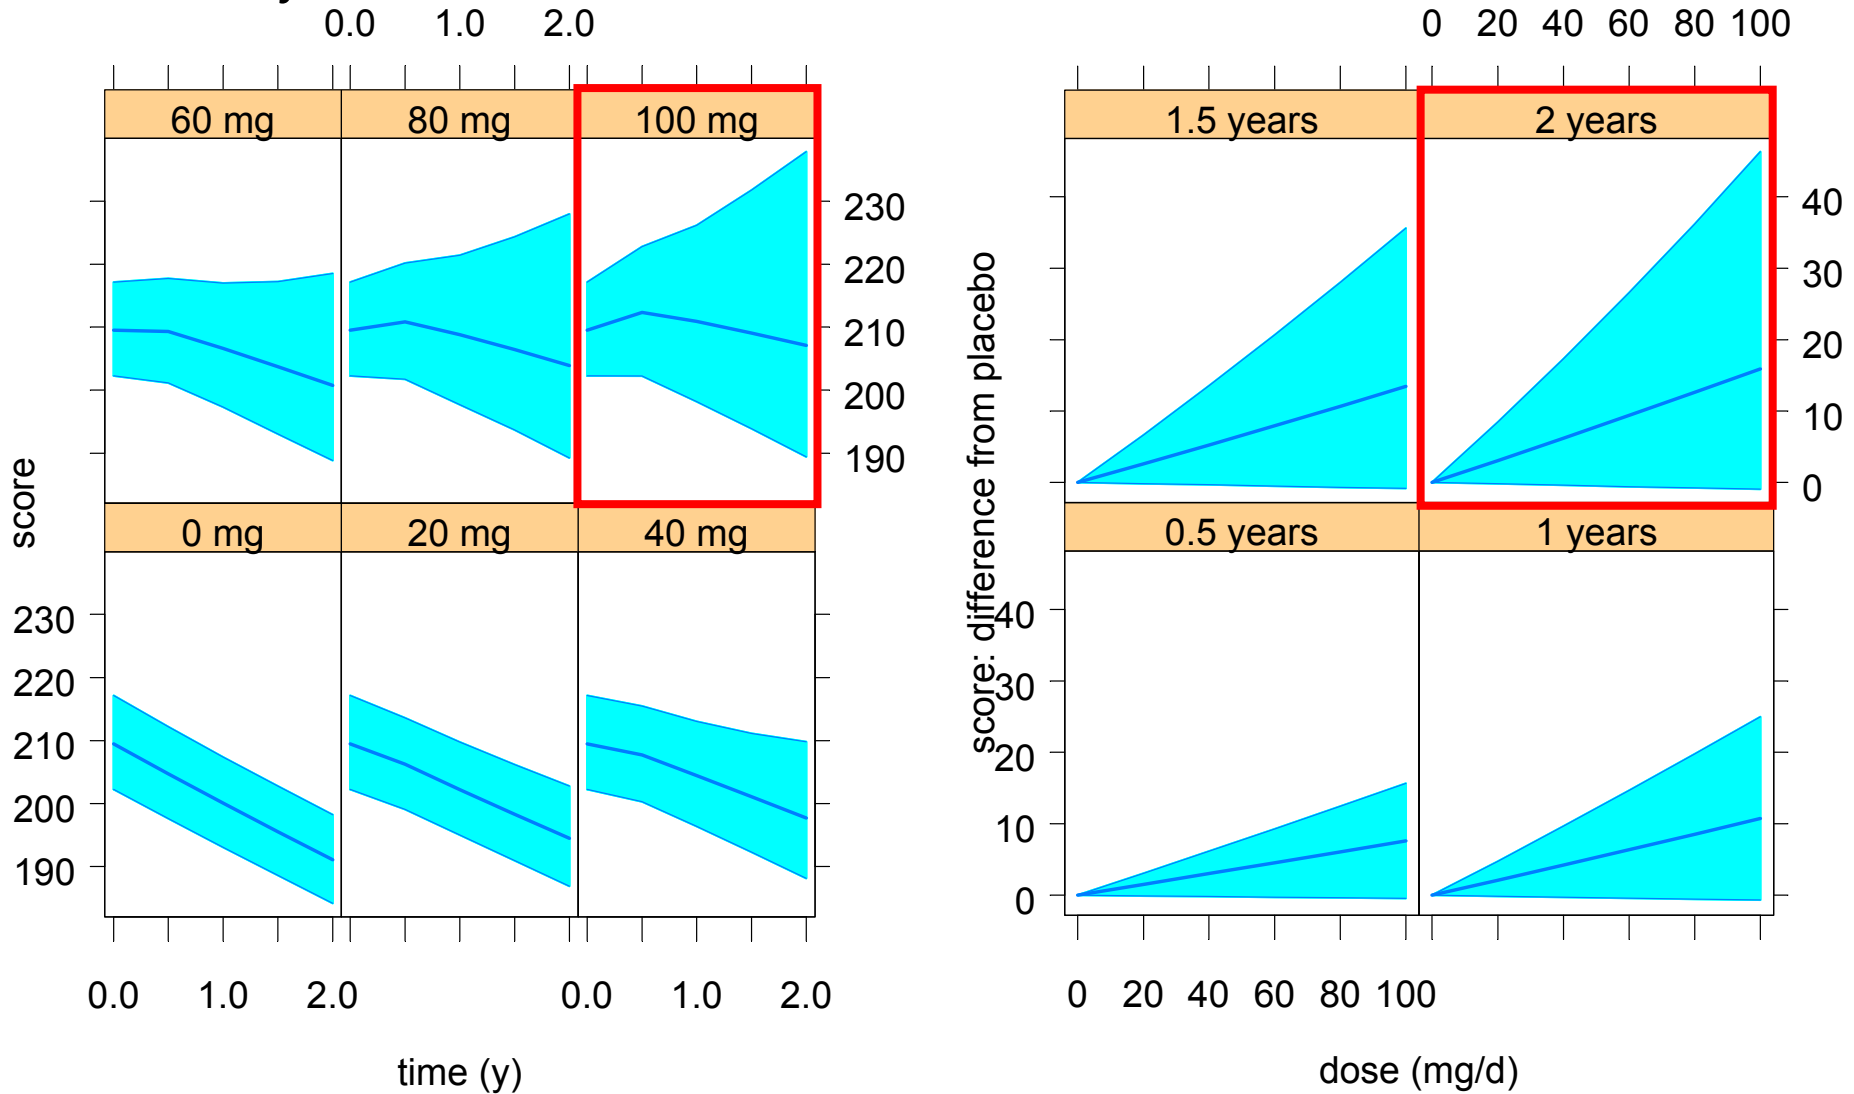 0.0 1.0 2.0
60 mg 80 mg 100 mg
230
220
210
200
190
0 mg 20 mg 40 mg
230
220
210
200
190
0.0 1.0 2.0 0.0 1.0 2.0
score
time (y)
0 20 40 60 80 100
1.5 years 2 years
40
30
20
10
0
0.5 years 1 years
40
30
20
10
0
0 20 40 60 80 100
score: difference from placebo
dose (mg/d)